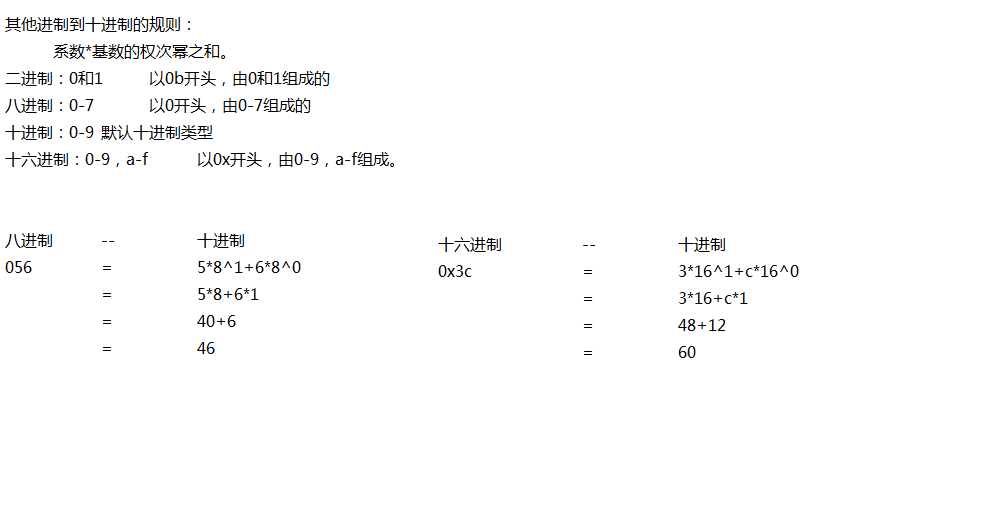 其他进制到十进制的规则：
系数*基数的权次幂之和。
二进制：0和1 以0b开头，由0和1组成的
八进制：0-7 以0开头，由0-7组成的
十进制：0-9 默认十进制类型
十六进制：0-9，a-f 以0x开头，由0-9，a-f组成。
八进制 -- 十进制
056 = 5*8^1+6*8^0
= 5*8+6*1
= 40+6
= 46
十六进制 -- 十进制
0x3c = 3*16^1+c*16^0
= 3*16+c*1
= 48+12
= 60